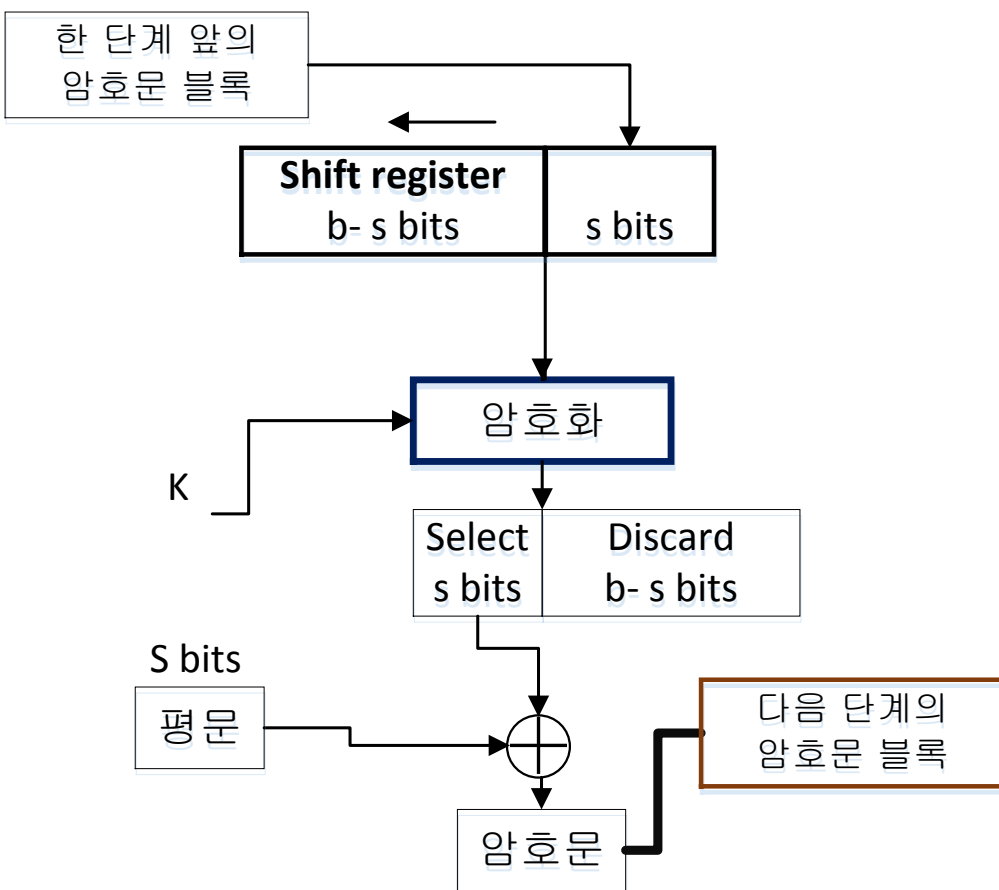 한 단계 앞의
암호문 블록
Shift register
b- s bits
s bits
암호화
K
Select
s bits
Discard
b- s bits
S bits
평문
다음 단계의
암호문 블록
암호문